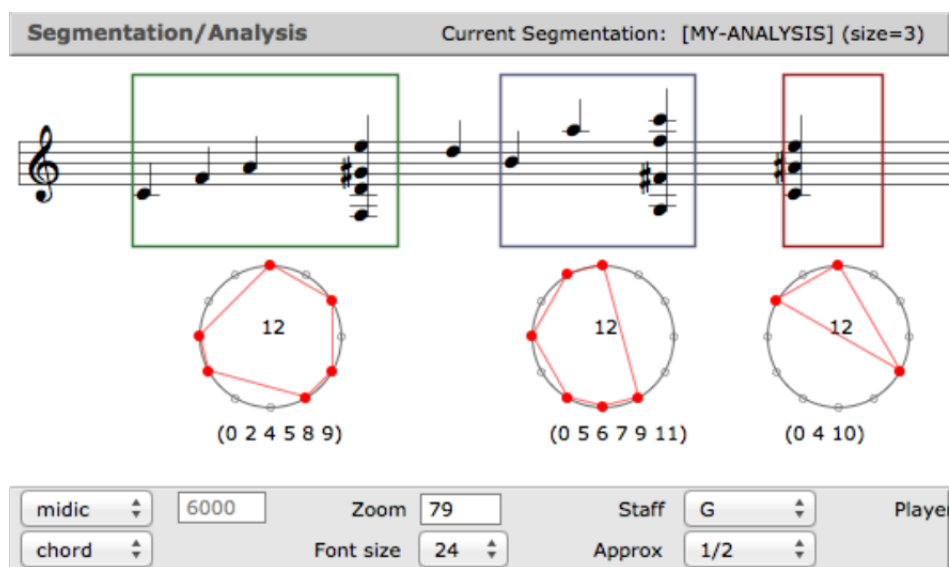 Segmentation/Analysis Current Segmentation: [MY-ANALYSIS] (size=3)
12 12 12
(0 2 4 5 8 9) (0 5 6 7 9 11) (0 4 10)
midic 6000 Zoom 79 Staff G Player
chord Font size 24 Approx 1/2